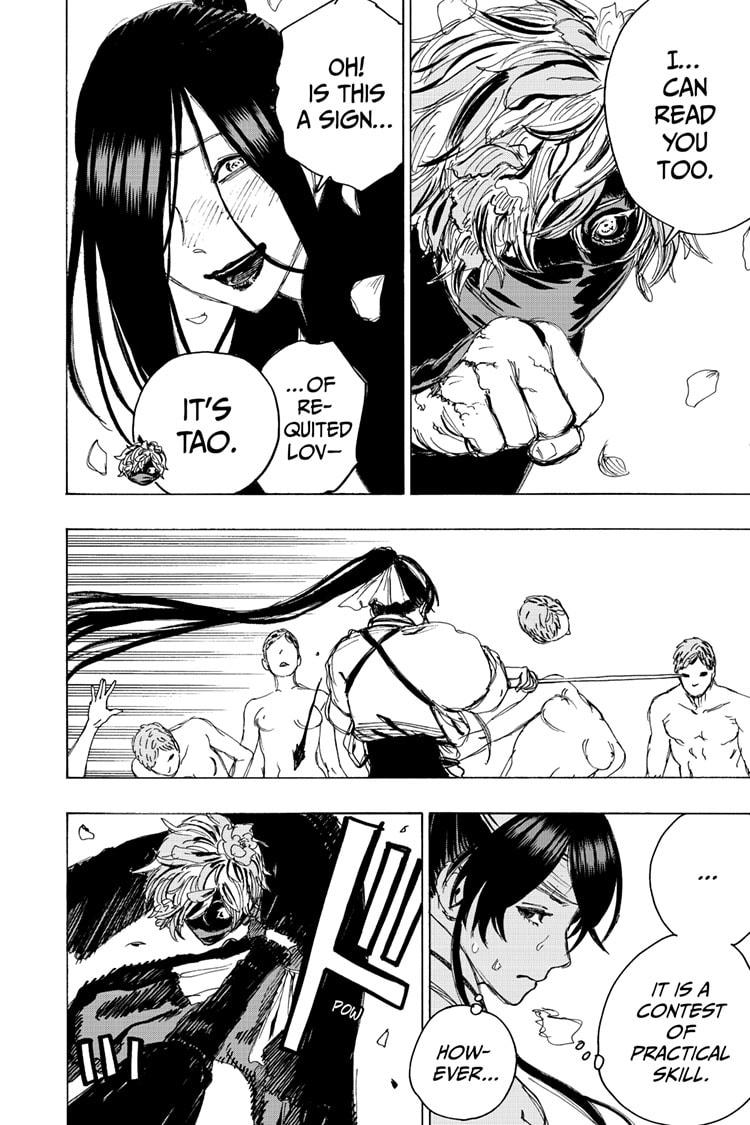 I...
CAN
READ
YOU
TOO.
OH!
IS THIS
A SIGN...
...OF
RE-
QUITED
LOV—
IT'S
TAO.
...
IT IS A
CONTEST
OF
PRACTICAL
SKILL.
HOW-
EVER...
POW